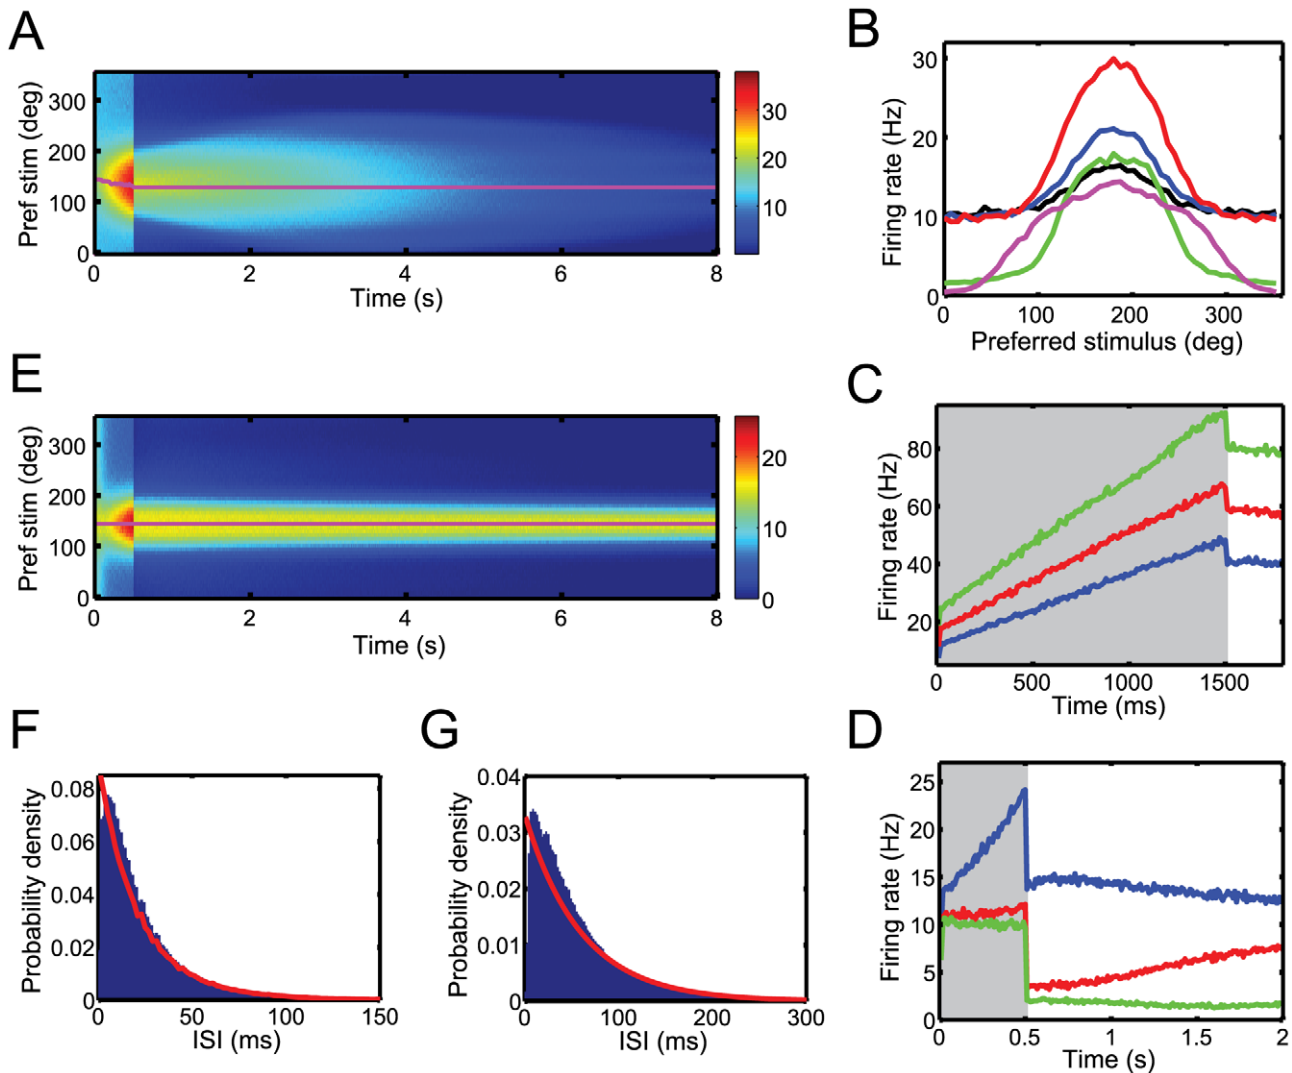 A
Pref stim (deg)
300
200
100
0
0 2 4 6 8
Time (s)
30
20
10
B
Firing rate (Hz)
30
20
10
0
0 100 200 300
Preferred stimulus (deg)
E
Pref stim (deg)
300
200
100
0
0 2 4 6 8
Time (s)
20
10
0
C
Firing rate (Hz)
80
60
40
20
0 500 1000 1500
Time (ms)
F
Probability density
0.08
0.06
0.04
0.02
0
0 50 100 150
ISI (ms)
G
Probability density
0.04
0.03
0.02
0.01
0
0 100 200 300
ISI (ms)
D
Firing rate (Hz)
25
20
15
10
5
0
0 0.5 1 1.5 2
Time (s)